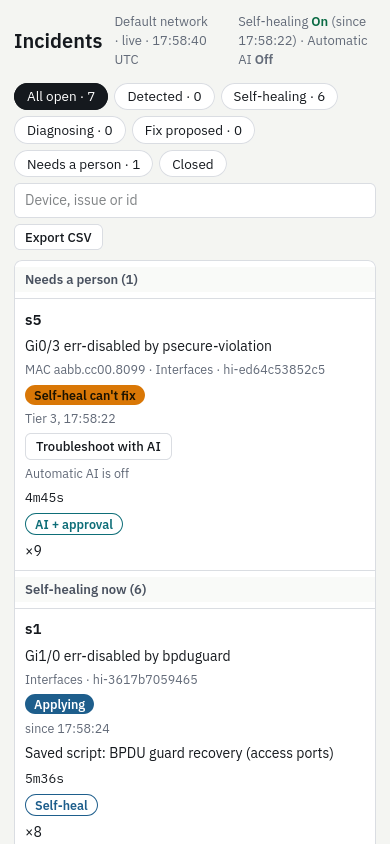 Incidents
Default network
· live · 17:58:40
UTC
Self-healing On (since
17:58:22) · Automatic
AI Off
All open · 7
Detected · 0
Self-healing · 6
Diagnosing · 0
Fix proposed · 0
Needs a person · 1
Closed
Device, issue or id
Export CSV
Needs a person (1)
s5
Gi0/3 err-disabled by psecure-violation
MAC aabb.cc00.8099 · Interfaces · hi-ed64c53852c5
Self-heal can't fix
Tier 3, 17:58:22
Troubleshoot with AI
Automatic AI is off
4m45s
AI + approval
×9
Self-healing now (6)
s1
Gi1/0 err-disabled by bpduguard
Interfaces · hi-3617b7059465
Applying
since 17:58:24
Saved script: BPDU guard recovery (access ports)
5m36s
Self-heal
×8